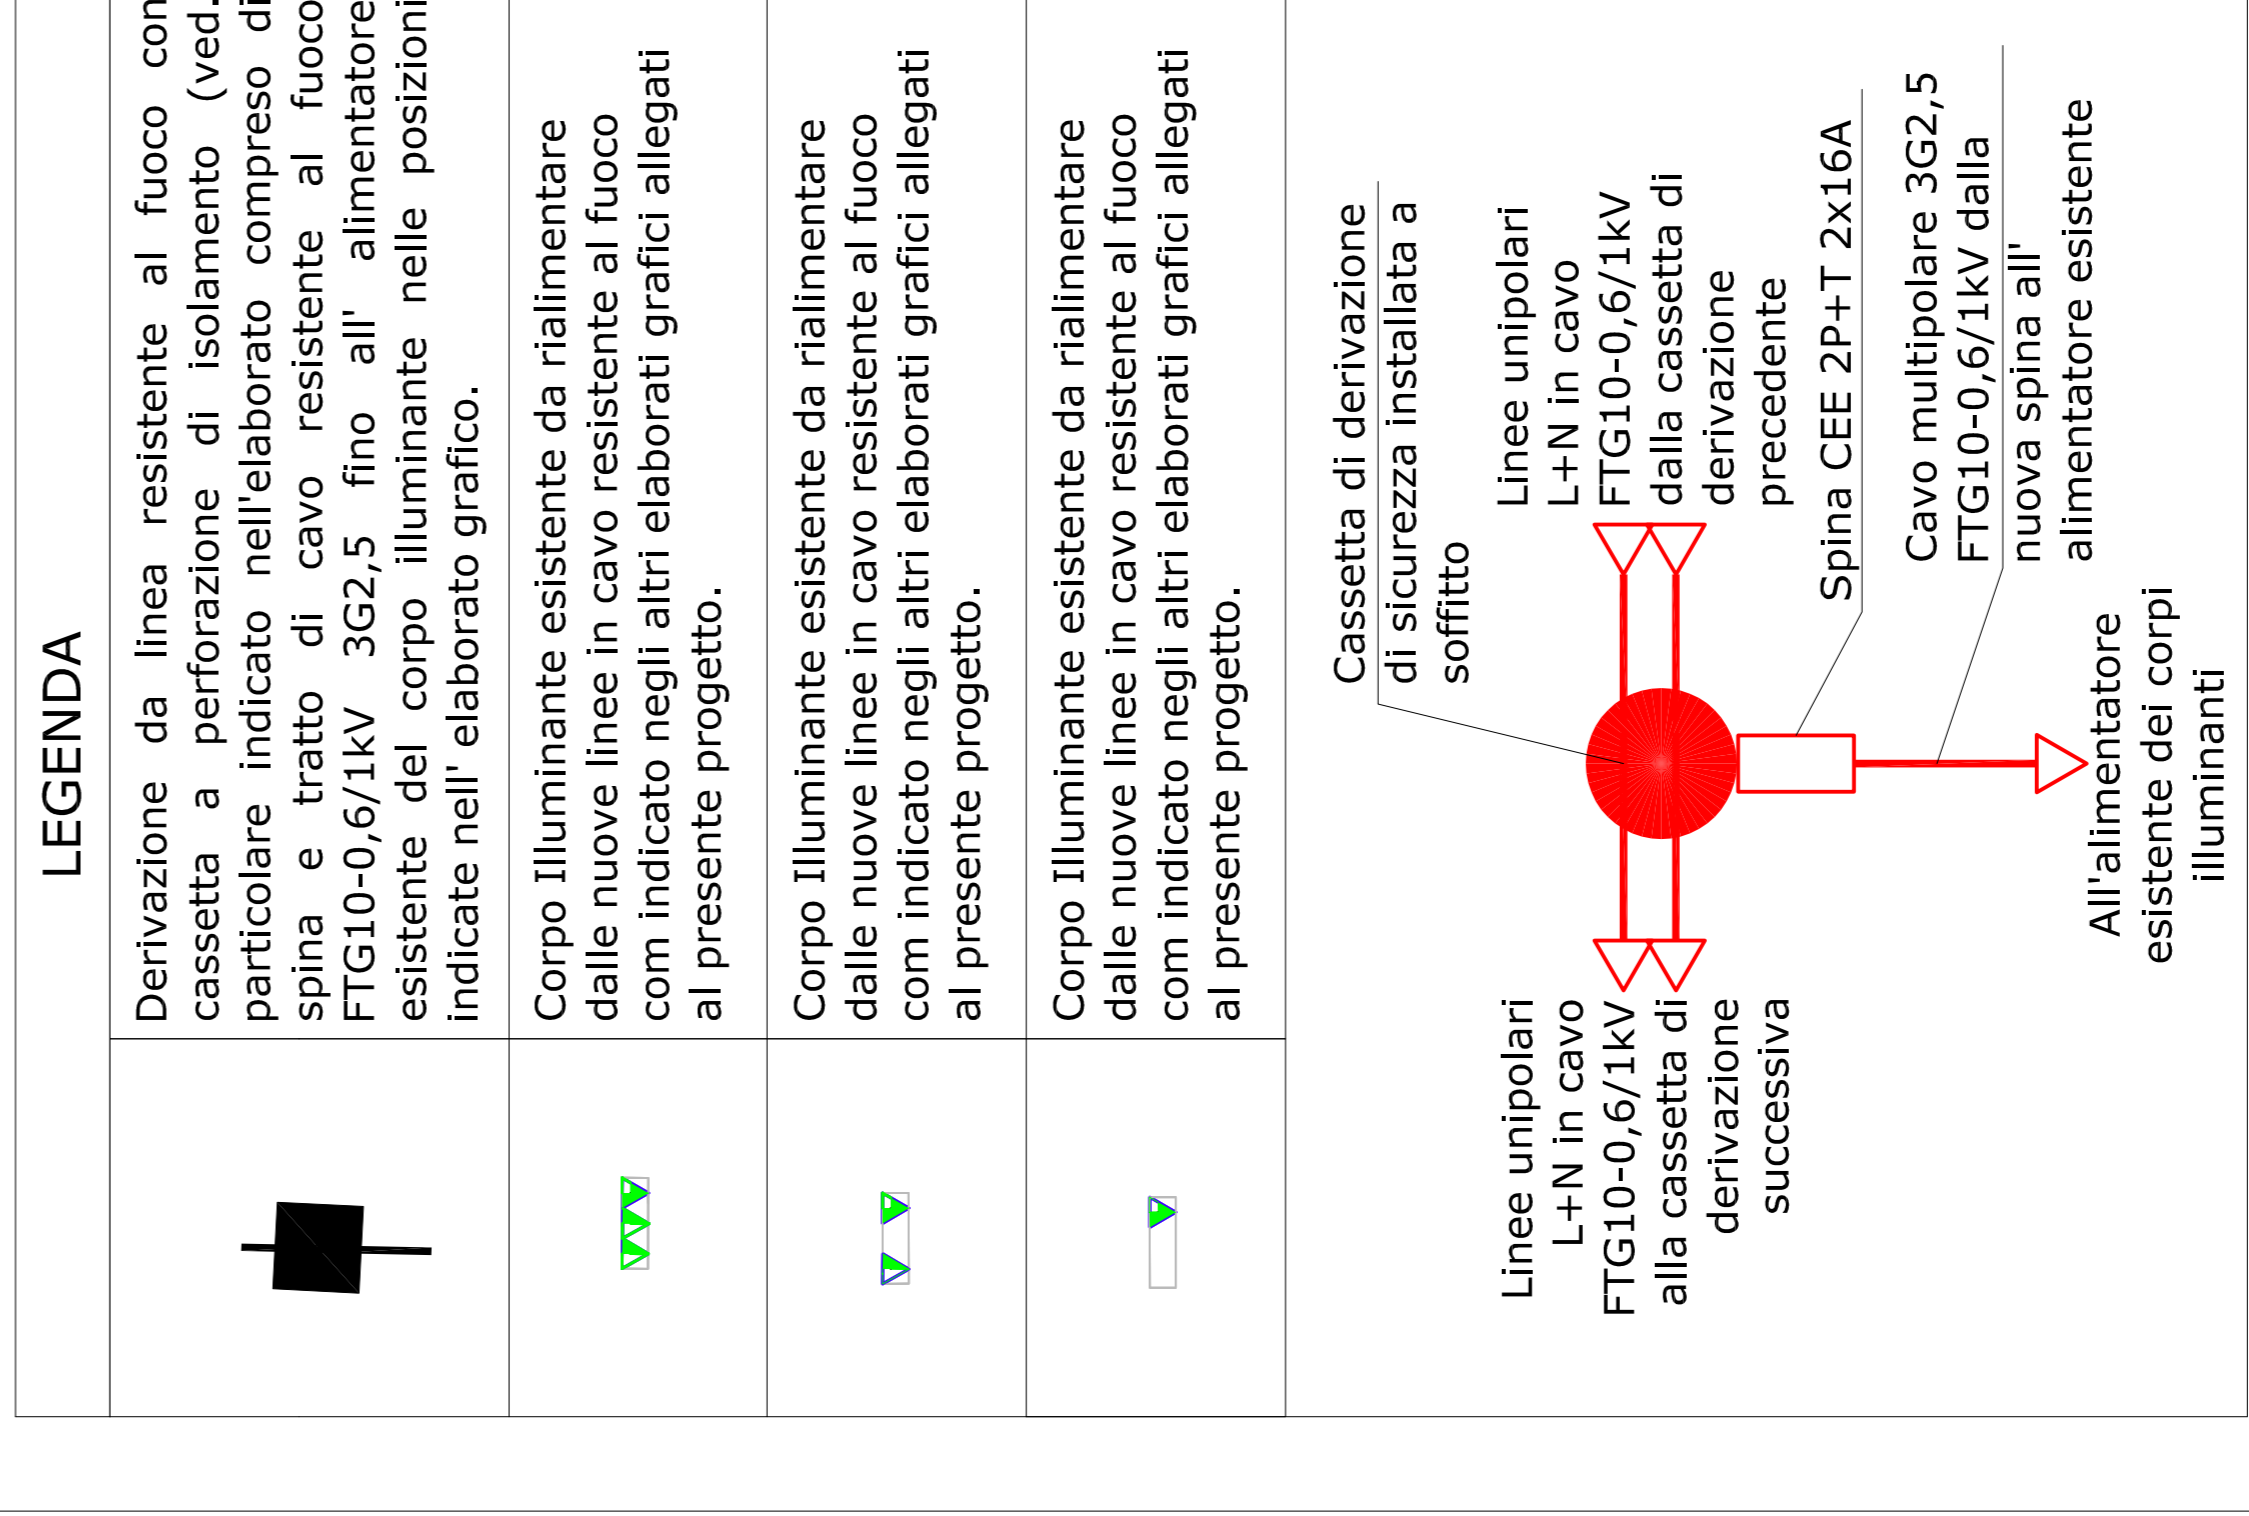 LEGENDA
Derivazione da linea resistente al fuoco con
cassetta a perforazione di isolamento (ved.
particolare indicato nell'elaborato compreso di
spina e tratto di cavo resistente al fuoco
FTG10-0,6/1kV 3G2,5 fino all' alimentatore
esistente del corpo illuminante nelle posizioni
indicate nell' elaborato grafico.
Corpo Illuminante esistente da rialimentare
dalle nuove linee in cavo resistente al fuoco
com indicato negli altri elaborati grafici allegati
al presente progetto.
Corpo Illuminante esistente da rialimentare
dalle nuove linee in cavo resistente al fuoco
com indicato negli altri elaborati grafici allegati
al presente progetto.
Corpo Illuminante esistente da rialimentare
dalle nuove linee in cavo resistente al fuoco
com indicato negli altri elaborati grafici allegati
al presente progetto.
Cassetta di derivazione
di sicurezza installata a
soffitto
Linee unipolari
L+N in cavo
FTG10-0,6/1kV
alla cassetta di
derivazione
successiva
Linee unipolari
L+N in cavo
FTG10-0,6/1kV
dalla cassetta di
derivazione
precedente
Spina CEE 2P+T 2x16A
Cavo multipolare 3G2,5
FTG10-0,6/1kV dalla
nuova spina all'
alimentatore esistente
All'alimentatore
esistente dei corpi
illuminanti